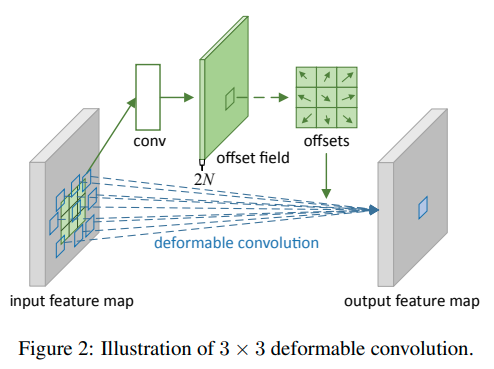 conv
offset field
offsets
2N
deformable convolution
input feature map
output feature map
Figure 2: Illustration of 3 × 3 deformable convolution.